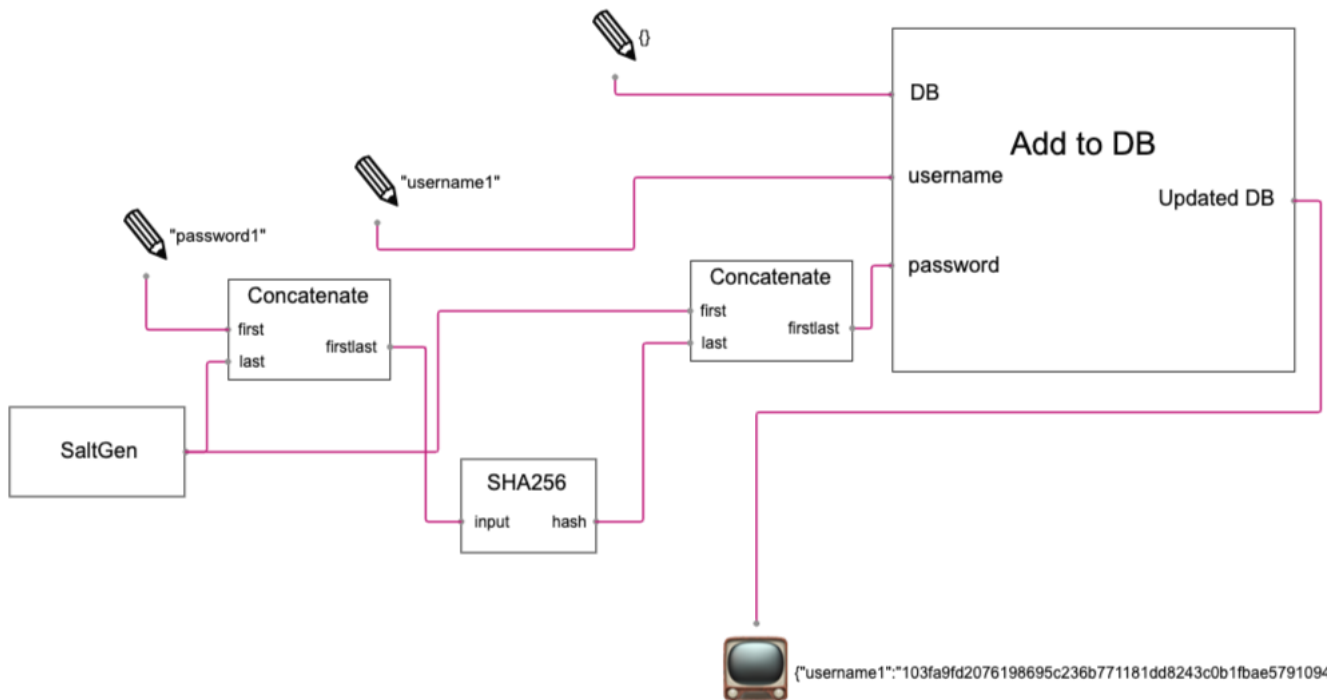 {}
DB
Add to DB
"username1"
username
Updated DB
"password1"
password
Concatenate
first
firstlast
last
Concatenate
first
firstlast
last
SaltGen
SHA256
input
hash
{"username1":"103fa9fd2076198695c236b771181dd8243c0b1fbae5791094